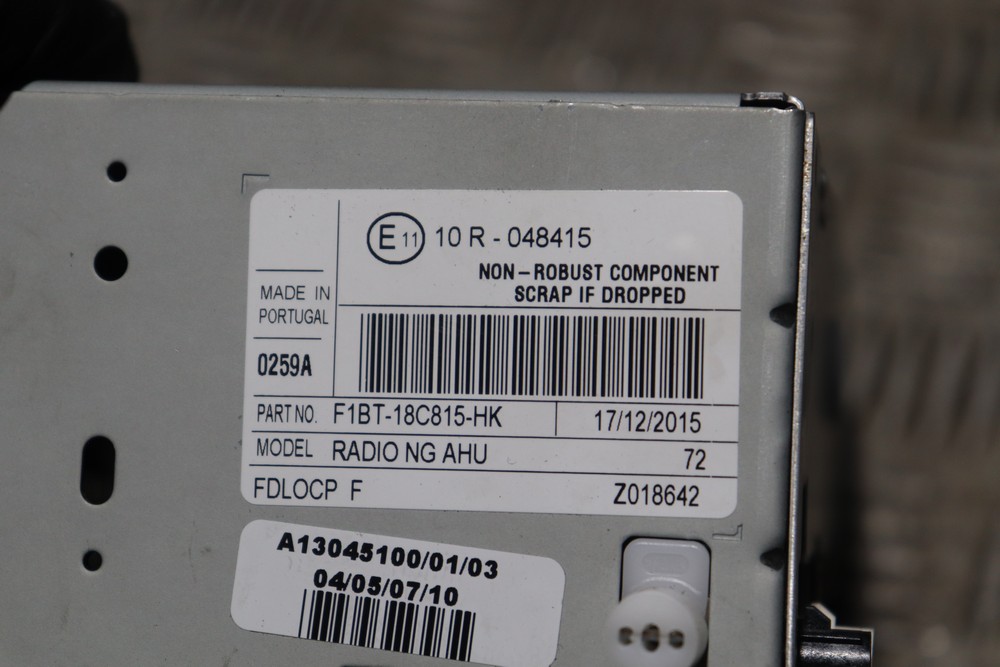 E 11 10 R - 048415
NON-ROBUST COMPONENT
SCRAP IF DROPPED
MADE IN
PORTUGAL
0259A
PART NO. F1BT-18C815-HK 17/12/2015
MODEL RADIO NG AHU 72
FDLOCP F Z018642
A13045100/01/03
04/05/07/10